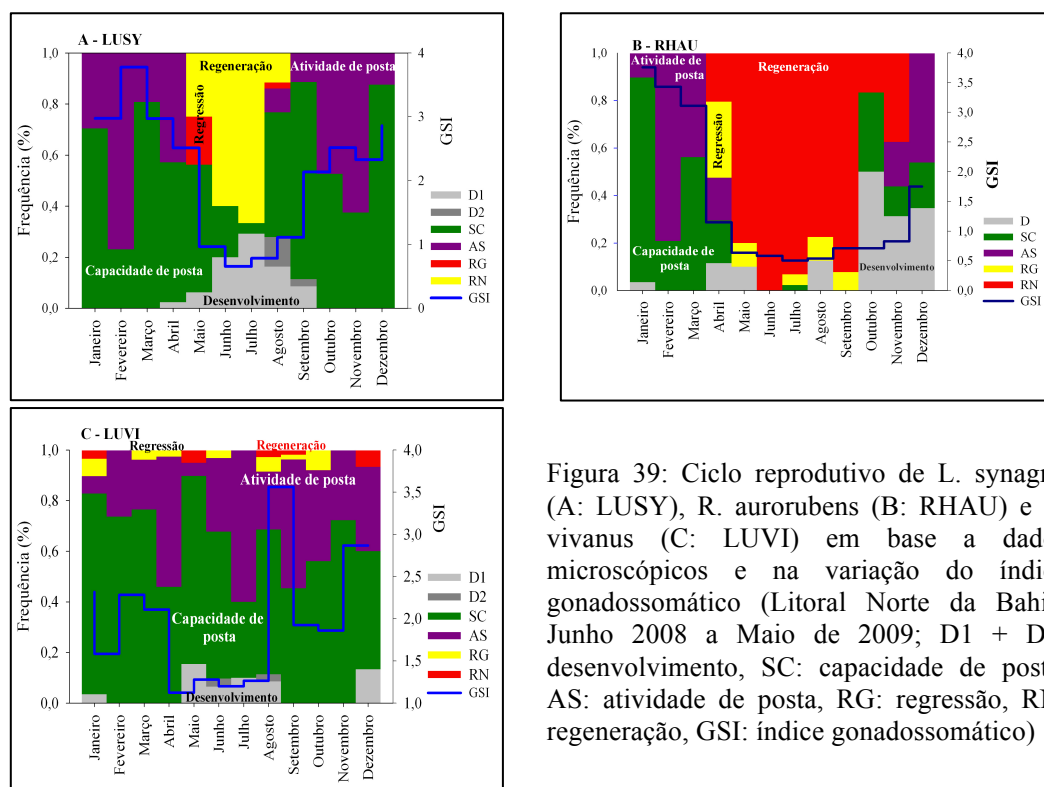 A - LUSY
1,0
0,8
0,6
0,4
0,2
0,0
Frequência (%)
4
3
2
1
0
GSI
Regeneração
Atividade de posta
Regressão
Capacidade de posta
Desenvolvimento
D1
D2
SC
AS
RG
RN
GSI
Janeiro
Fevereiro
Março
Abril
Maio
Junho
Julho
Agosto
Setembro
Outubro
Novembro
Dezembro
B - RHAU
1,0
0,8
0,6
0,4
0,2
0,0
Frequência (%)
4,0
3,5
3,0
2,5
2,0
1,5
1,0
0,5
0,0
GSI
Atividade de
posta
Regeneração
Regressão
Capacidade de
posta
Desenvolvimento
D
SC
AS
RG
RN
GSI
Janeiro
Fevereiro
Março
Abril
Maio
Junho
Julho
Agosto
Setembro
Outubro
Novembro
Dezembro
C - LUVI
1,0
0,8
0,6
0,4
0,2
0,0
Frequência (%)
4,0
3,5
3,0
2,5
2,0
1,5
1,0
GSI
Regressão
Regeneração
Atividade de posta
Capacidade de
posta
Desenvolvimento
D1
D2
SC
AS
RG
RN
GSI
Janeiro
Fevereiro
Março
Abril
Maio
Junho
Julho
Agosto
Setembro
Outubro
Novembro
Dezembro
Figura 39: Ciclo reprodutivo de L. synagr
(A: LUSY), R. aurorubens (B: RHAU) e
vivanus (C: LUVI) em base a dado
microscópicos e na variação do índic
gonadossomático (Litoral Norte da Bahi
Junho 2008 a Maio de 2009; D1 + D
desenvolvimento, SC: capacidade de post
AS: atividade de posta, RG: regressão, RN
regeneração, GSI: índice gonadossomático)